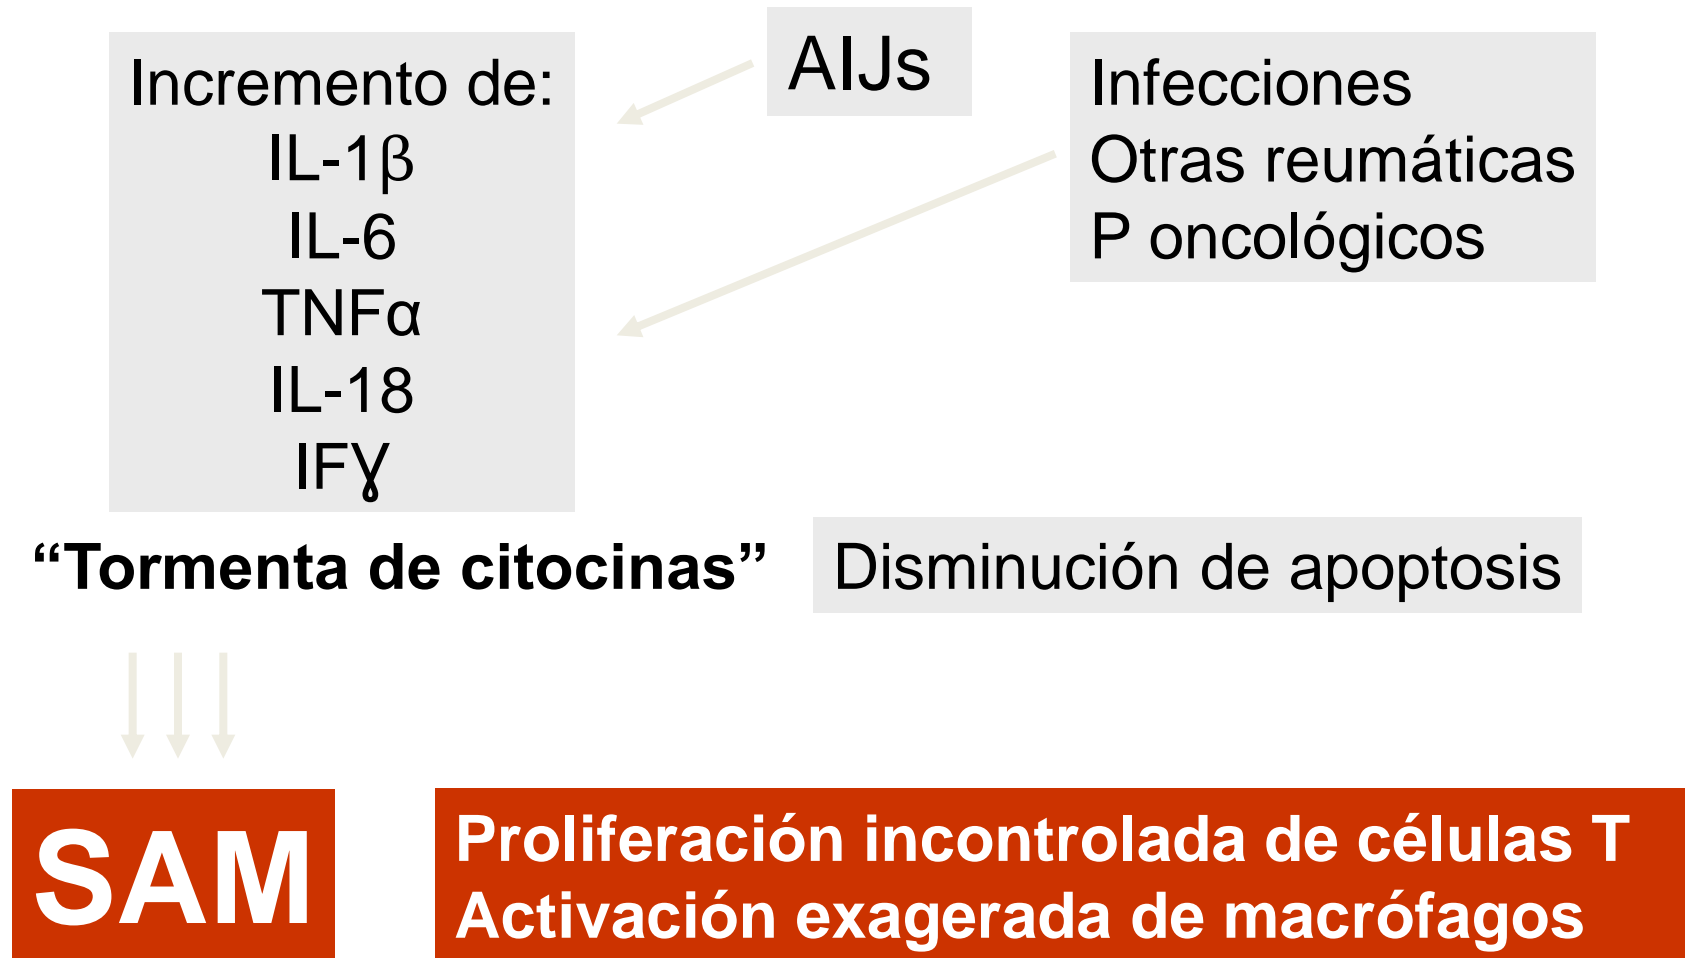 Incremento de:
IL-1β
IL-6
TNFα
IL-18
IFɣ
AIJs
Infecciones
Otras reumáticas
P oncológicos
“Tormenta de citocinas”
Disminución de apoptosis
SAM
Proliferación incontrolada de células T
Activación exagerada de macrófagos